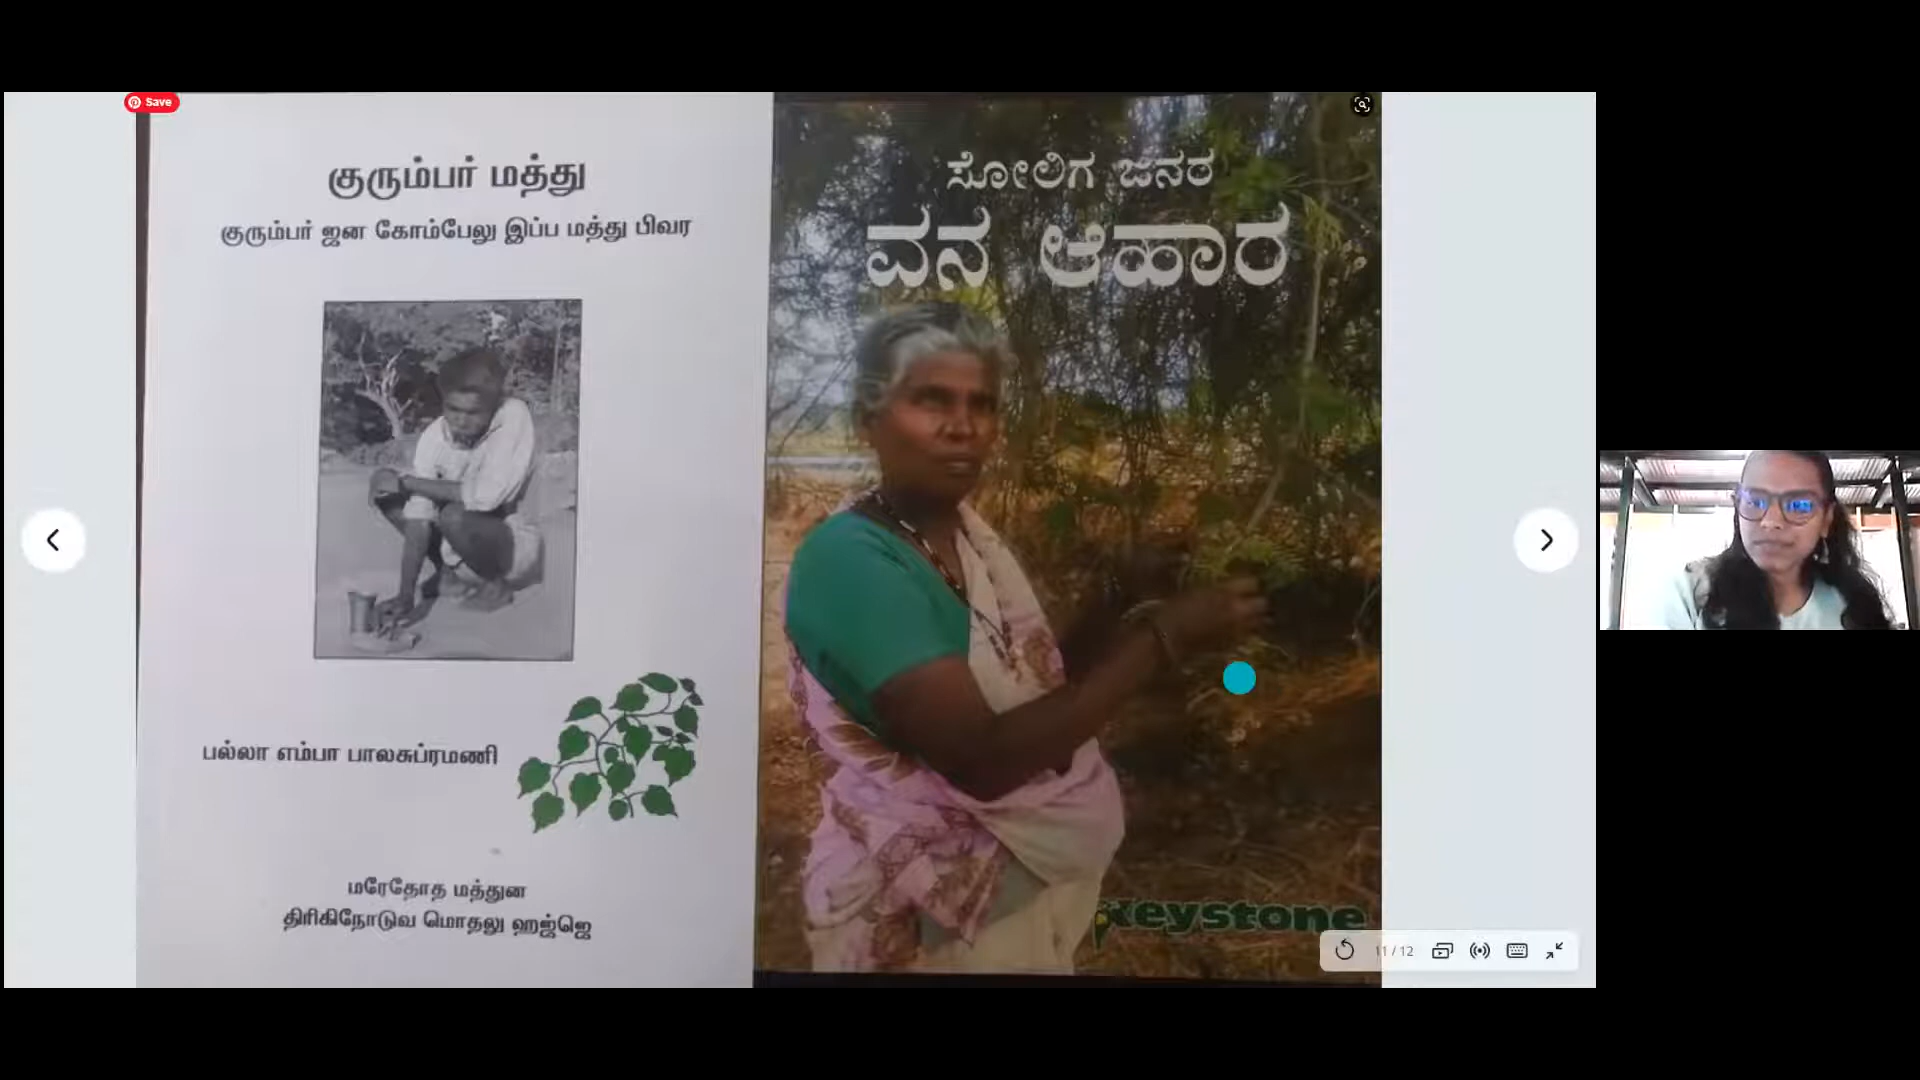 Save
குரும்பர் மத்து
குரும்பர் ஜன கோம்பேலு இப்ப மத்து பிவர
பல்லா எம்பா பாலசுப்ரமணி
மரேதோத மத்துன
திரிகிநோடுவ மொதலு ஹஜ்ஜெ
ಸೋಲಿಗ ಜನರ
ವನ ಆಹಾರ
keystone
11 / 12